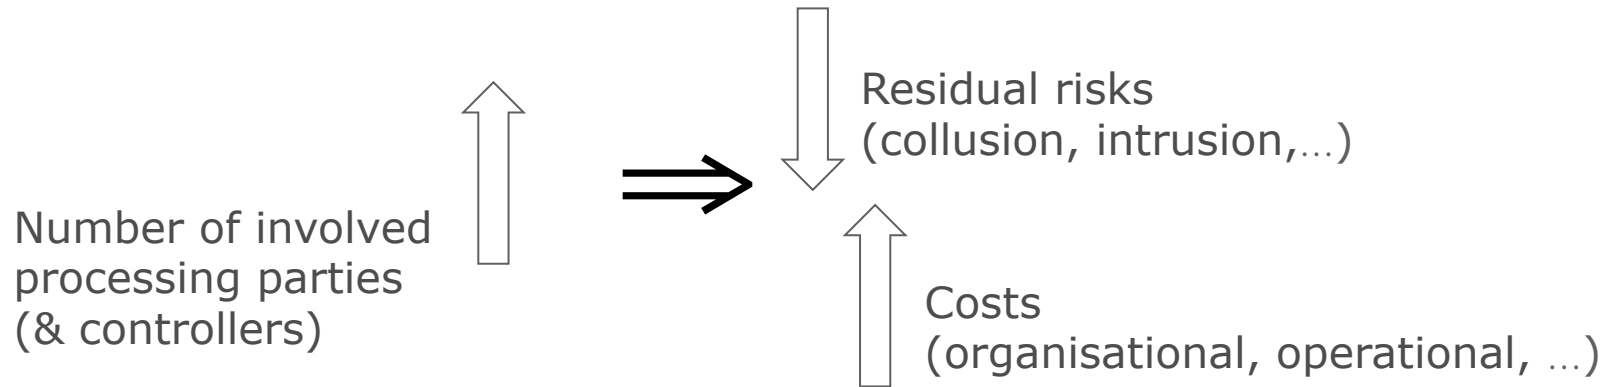 Number of involved
processing parties
(& controllers)
Residual risks
(collusion, intrusion,...)
Costs
(organisational, operational, ...)